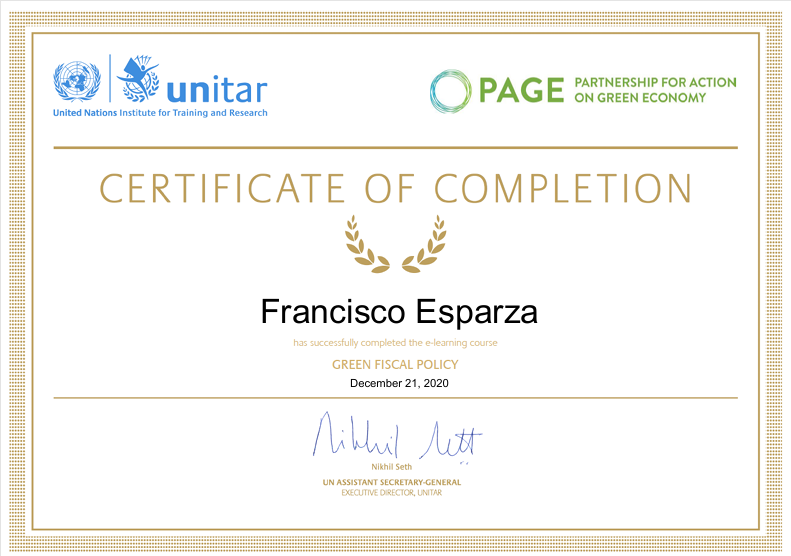 unitar
United Nations Institute for Training and Research
PAGE
PARTNERSHIP FOR ACTION
ON GREEN ECONOMY
CERTIFICATE OF COMPLETION
Francisco Esparza
has successfully completed the e-learning course
GREEN FISCAL POLICY
December 21, 2020
Nikhil Seth
Nikhil Seth
UN ASSISTANT SECRETARY-GENERAL
EXECUTIVE DIRECTOR, UNITAR